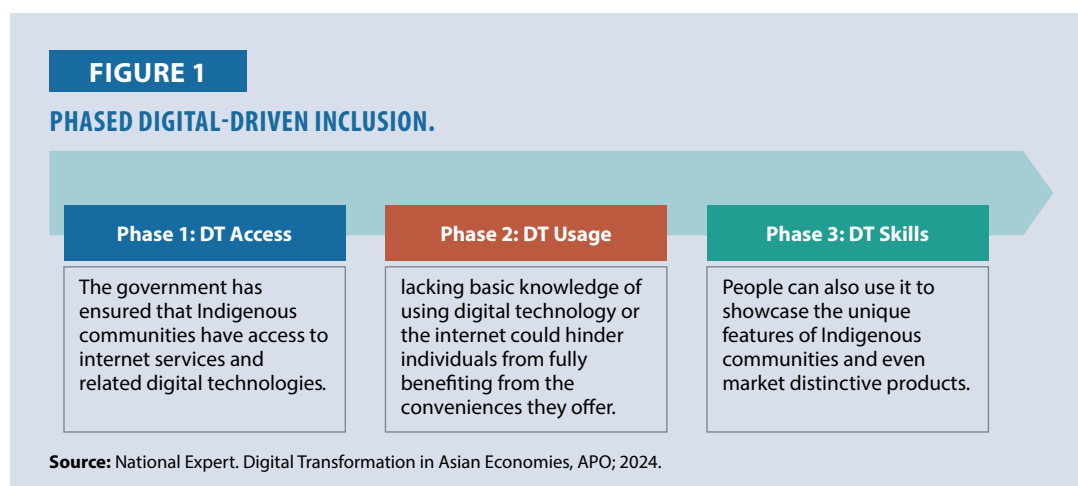 FIGURE 1
PHASED DIGITAL-DRIVEN INCLUSION.
Phase 1: DT Access
The government has
ensured that Indigenous
communities have access to
internet services and
related digital technologies.
Phase 2: DT Usage
lacking basic knowledge of
using digital technology or
the internet could hinder
individuals from fully
benefiting from the
conveniences they offer.
Phase 3: DT Skills
People can also use it to
showcase the unique
features of Indigenous
communities and even
market distinctive products.
Source: National Expert. Digital Transformation in Asian Economies, APO; 2024.